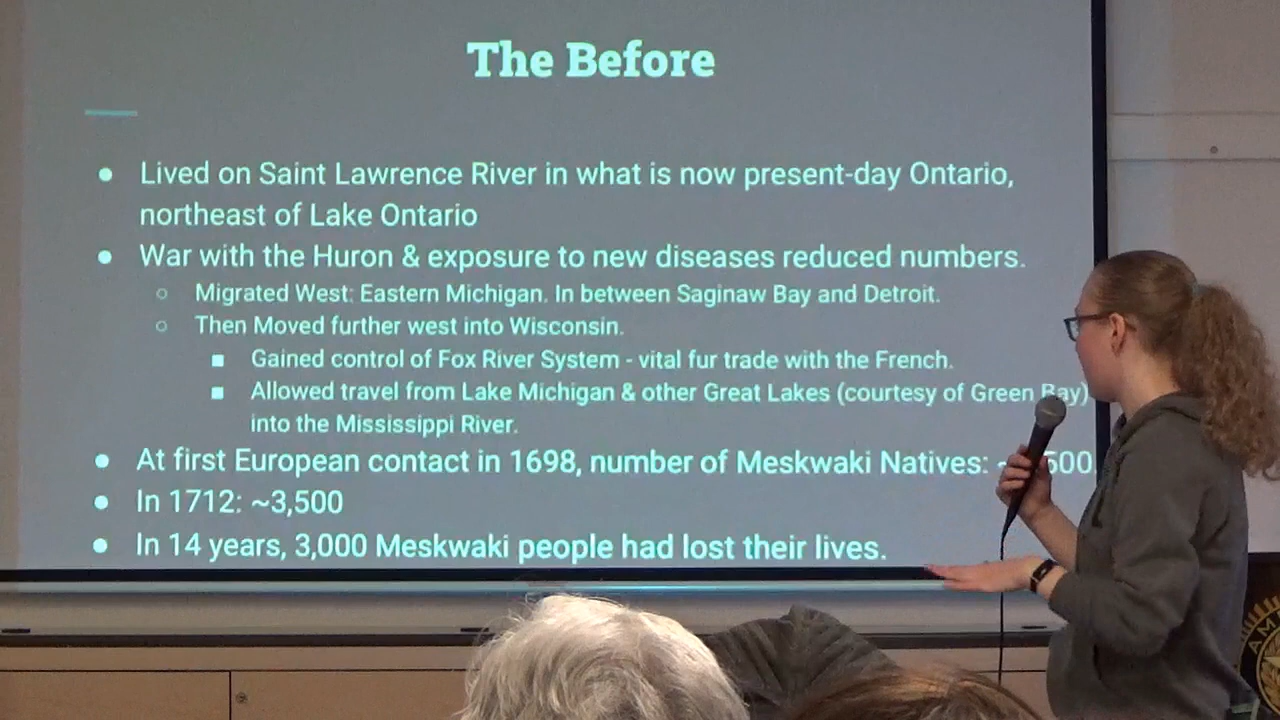 The Before
● Lived on Saint Lawrence River in what is now present-day Ontario,
northeast of Lake Ontario
● War with the Huron & exposure to new diseases reduced numbers.
○ Migrated West: Eastern Michigan. In between Saginaw Bay and Detroit.
○ Then Moved further west into Wisconsin.
■ Gained control of Fox River System - vital fur trade with the French.
■ Allowed travel from Lake Michigan & other Great Lakes (courtesy of Green Bay)
into the Mississippi River.
● At first European contact in 1698, number of Meskwaki Natives:
● In 1712: ~3,500
● In 14 years, 3,000 Meskwaki people had lost their lives.